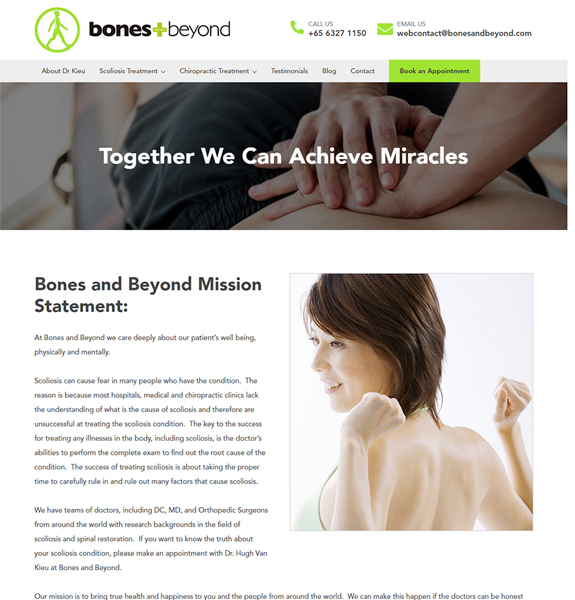 bones+beyond
CALL US
+65 6327 1150
EMAIL US
webcontact@bonesandbeyond.com
About Dr Kieu
Scoliosis Treatment
Chiropractic Treatment
Testimonials
Blog
Contact
Book an Appointment
Together We Can Achieve Miracles
Bones and Beyond Mission
Statement:
At Bones and Beyond we care deeply about our patient's well being,
physically and mentally.
Scoliosis can cause fear in many people who have the condition. The
reason is because most hospitals, medical and chiropractic clinics lack
the understanding of what is the cause of scoliosis and therefore are
unsuccessful at treating the scoliosis condition. The key to the success
for treating any illnesses in the body, including scoliosis, is the doctor's
abilities to perform the complete exam to find out the root cause of the
condition. The success of treating scoliosis is about taking the proper
time to carefully rule in and rule out many factors that cause scoliosis.
We have teams of doctors, including DC, MD, and Orthopedic Surgeons
from around the world with research backgrounds in the field of
scoliosis and spinal restoration. If you want to know the truth about
your scoliosis condition, please make an appointment with Dr. Hugh Van
Kieu at Bones and Beyond.
Our mission is to bring true health and happiness to you and the people from around the world. We can make this happen if the doctors can be honest